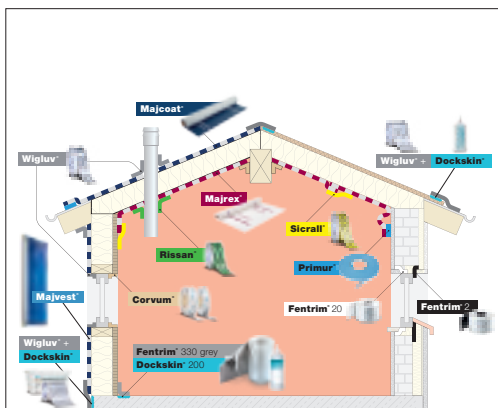 Majcoat®
Wigluv®
Wigluv® +
Dockskin®
Majrex®
Sicrall®
Rissan®
Primur®
Majvest®
Corvum®
Fentrim® 20
Fentrim® 2
Wigluv® +
Dockskin®
Fentrim® 330 grey
Dockskin® 200